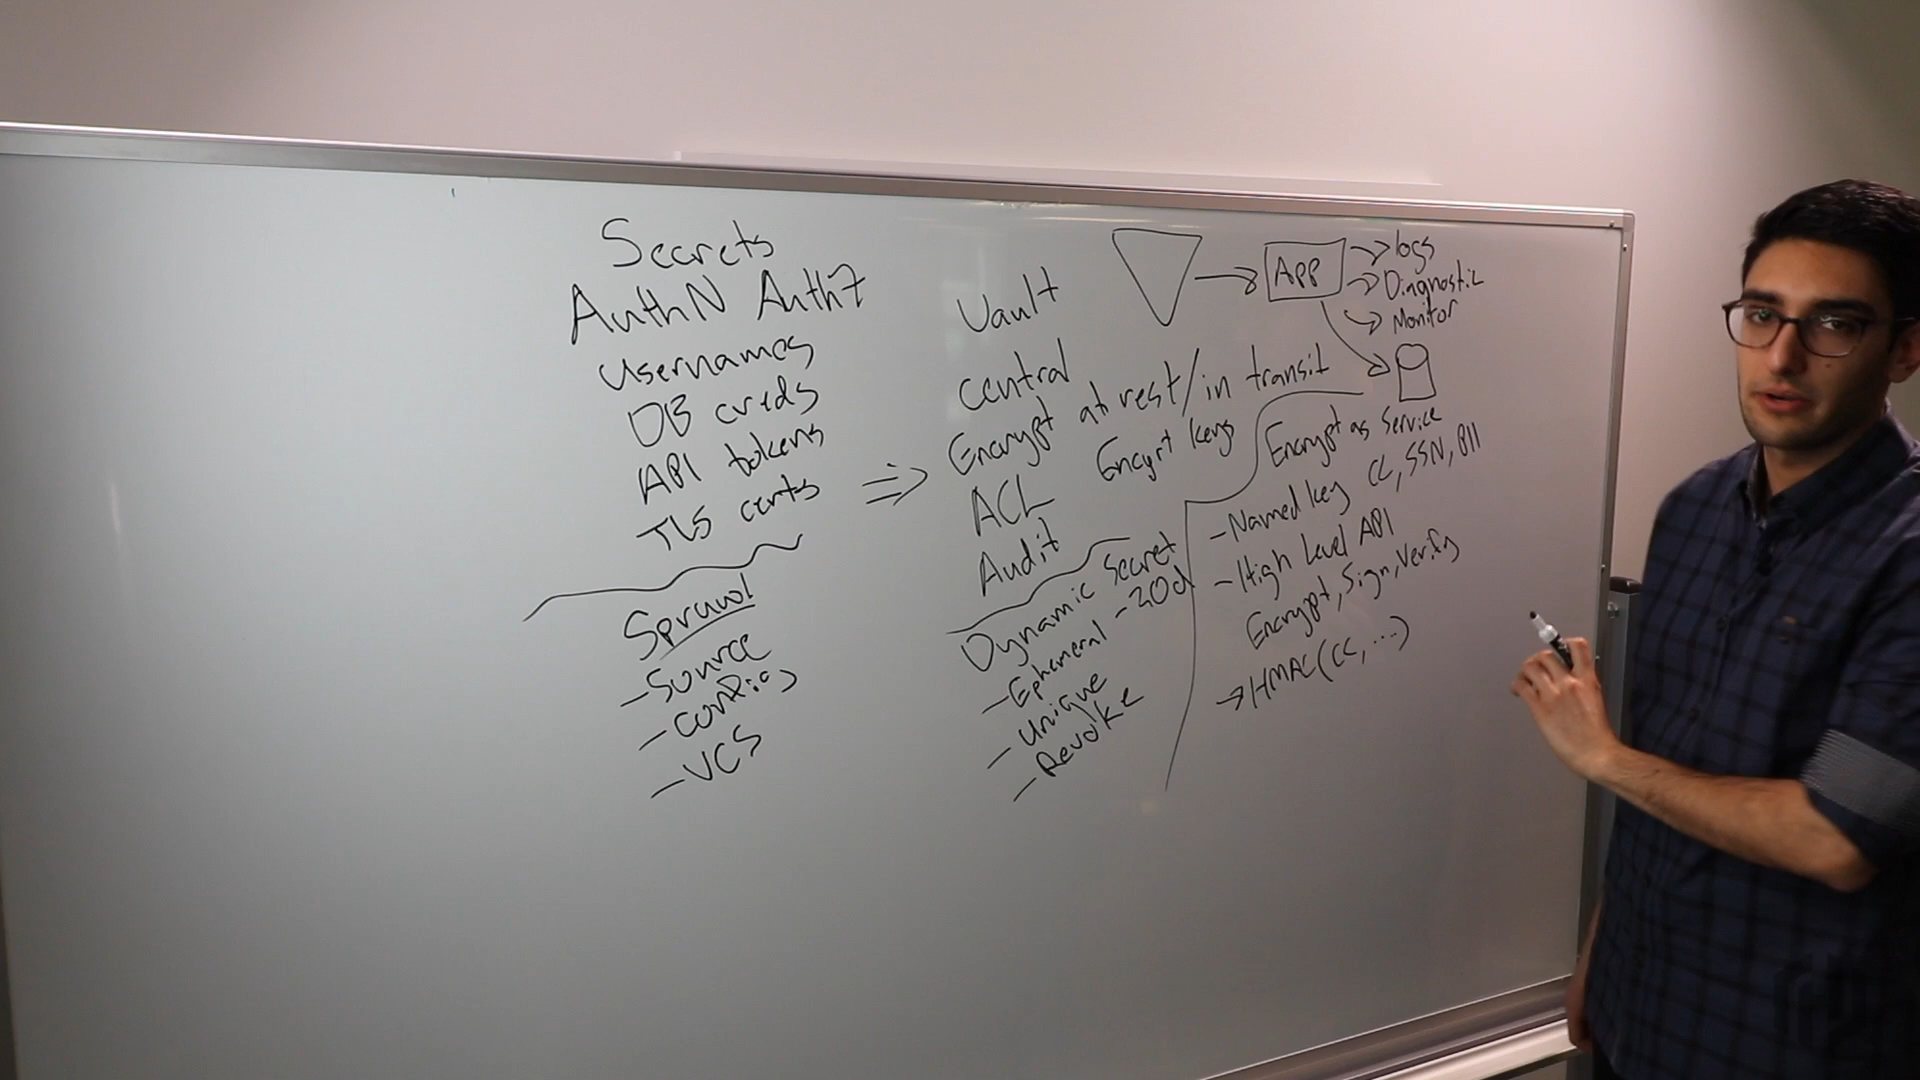 Secrets
AuthN AuthZ
Usernames
DB creds
API tokens
TLS certs
Sprawl
- Source
- Config
- VCS
Vault
Central
Encrypt at rest/in transit
Encrypt keys
ACL
Audit
Dynamic Secret
- Ephemeral - 30d
- Unique
- Revoke
App
logs
Diagnostic
Monitor
Encrypt as Service
- Named key CC, SSN, PII
- High Level API
Encrypt, Sign, Verify
→ HMAC(CC, ...)